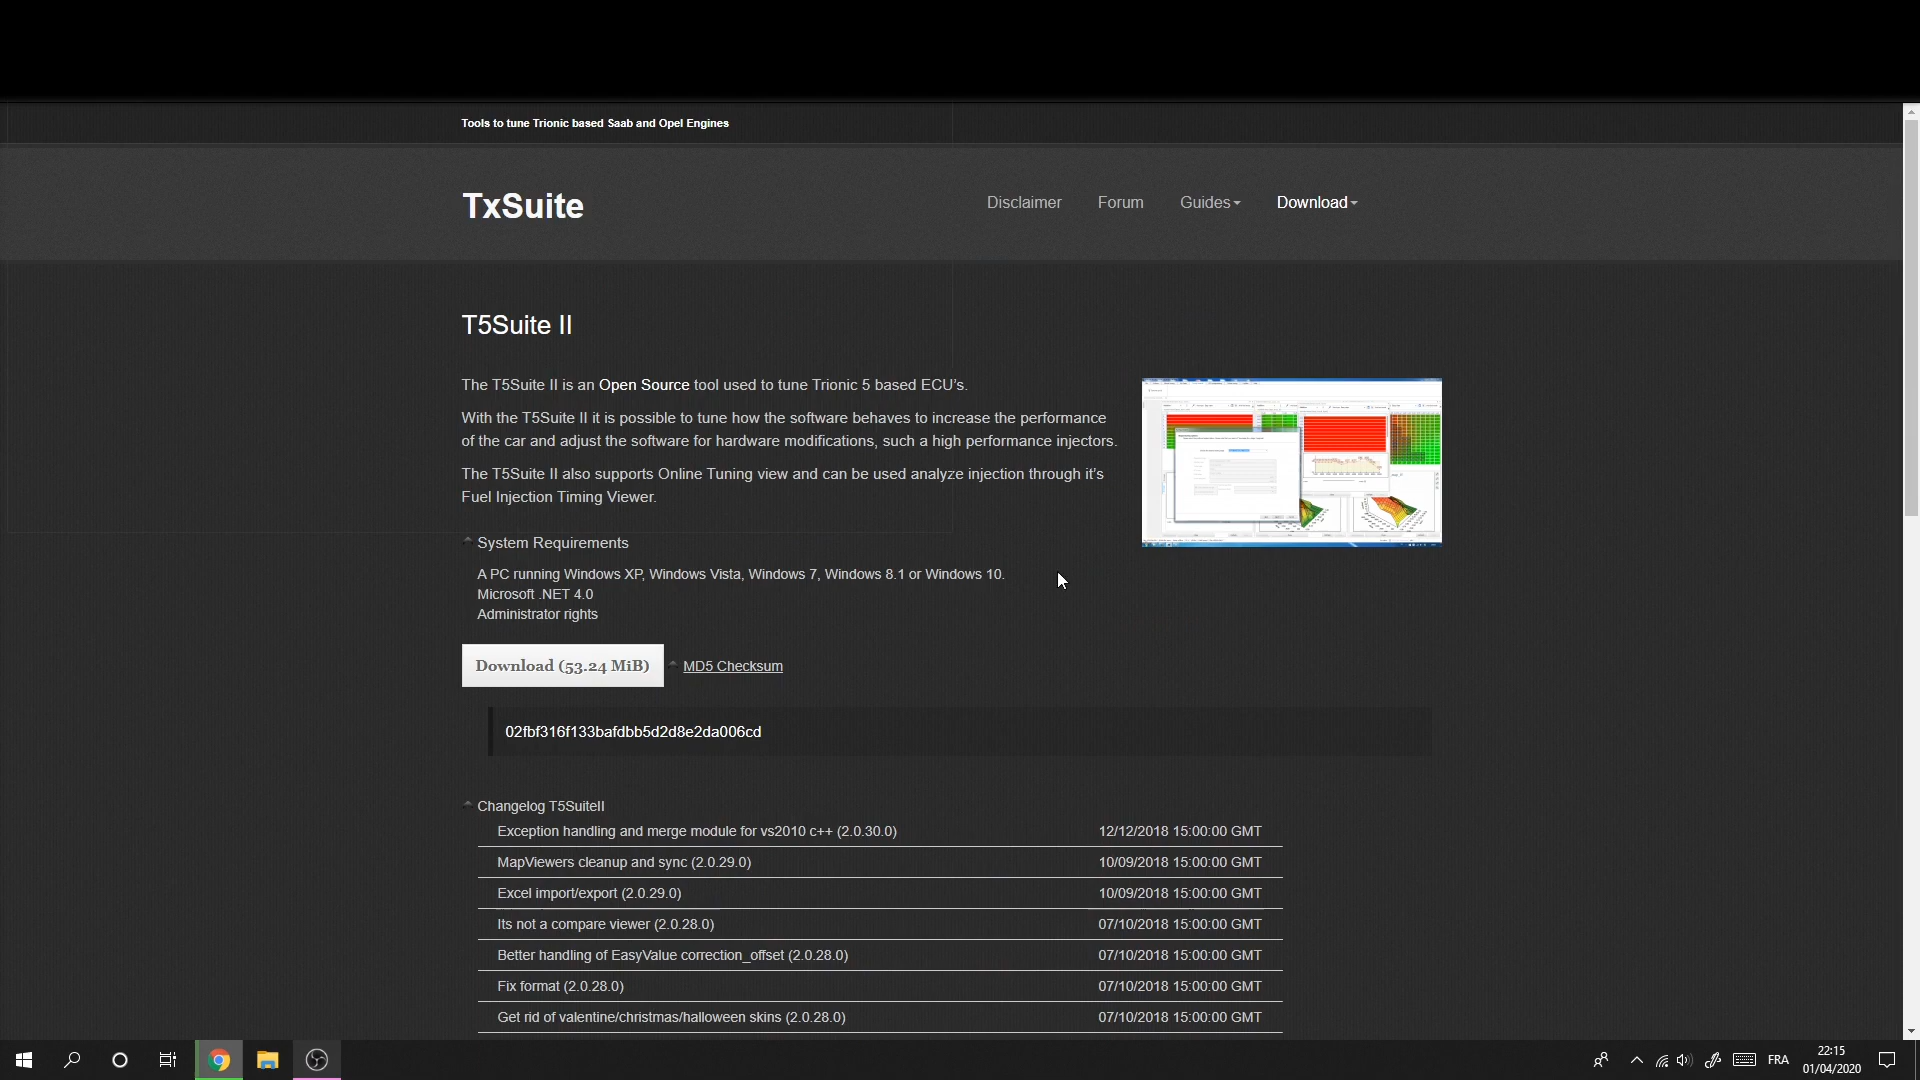 Tools to tune Trionic based Saab and Opel Engines
TxSuite
Disclaimer Forum Guides Download
T5Suite II
The T5Suite II is an Open Source tool used to tune Trionic 5 based ECU's.
With the T5Suite II it is possible to tune how the software behaves to increase the performance
of the car and adjust the software for hardware modifications, such a high performance injectors.
The T5Suite II also supports Online Tuning view and can be used analyze injection through it's
Fuel Injection Timing Viewer.
System Requirements
A PC running Windows XP, Windows Vista, Windows 7, Windows 8.1 or Windows 10.
Microsoft .NET 4.0
Administrator rights
Download (53.24 MiB) MD5 Checksum
02fbf316f133bafdbb5d2d8e2da006cd
Changelog T5SuiteII
Exception handling and merge module for vs2010 c++ (2.0.30.0) 12/12/2018 15:00:00 GMT
MapViewers cleanup and sync (2.0.29.0) 10/09/2018 15:00:00 GMT
Excel import/export (2.0.29.0) 10/09/2018 15:00:00 GMT
Its not a compare viewer (2.0.28.0) 07/10/2018 15:00:00 GMT
Better handling of EasyValue correction_offset (2.0.28.0) 07/10/2018 15:00:00 GMT
Fix format (2.0.28.0) 07/10/2018 15:00:00 GMT
Get rid of valentine/christmas/halloween skins (2.0.28.0) 07/10/2018 15:00:00 GMT
FRA
22:15
01/04/2020